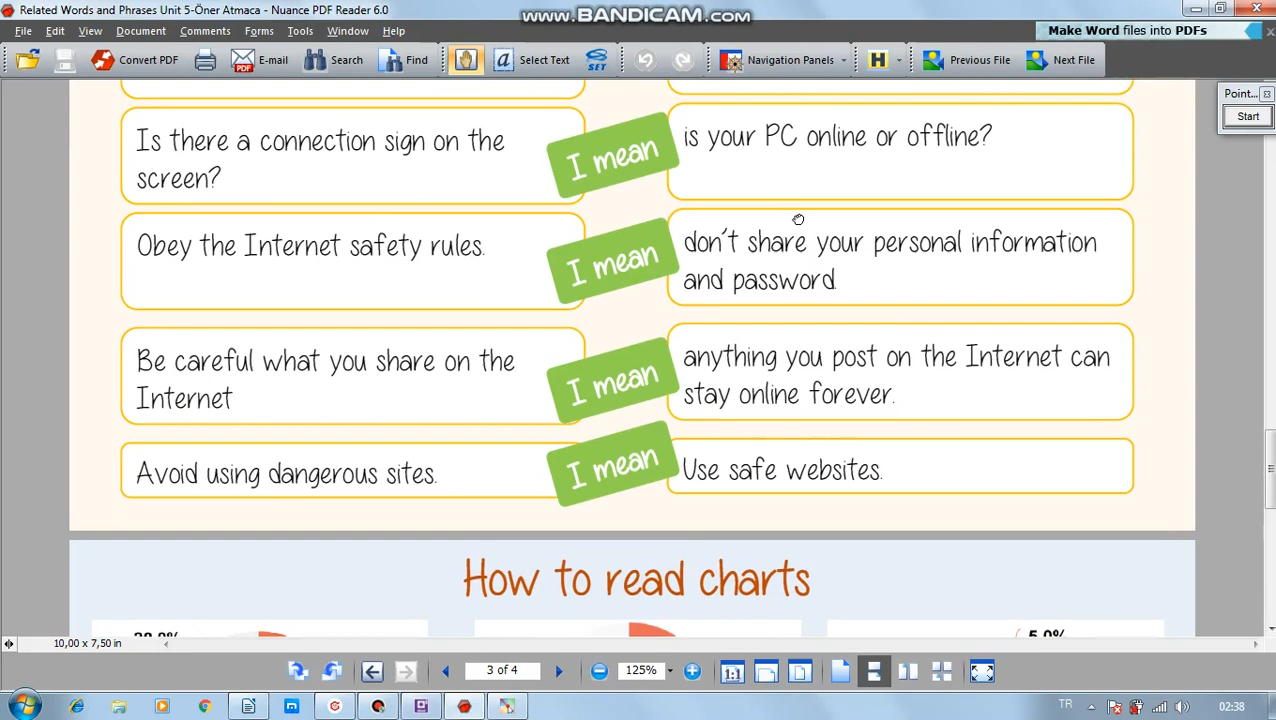 Related Words and Phrases Unit 5-Öner Atmaca - Nuance PDF Reader 6.0
www.BANDICAM.com
File Edit View Document Comments Forms Tools Window Help
Make Word files into PDFs
Convert PDF E-mail Search Find Select Text SET Navigation Panels H Previous File Next File
Point...
Start
Is there a connection sign on the
screen?
I mean
is your PC online or offline?
Obey the Internet safety rules.
I mean
don't share your personal information
and password.
Be careful what you share on the
Internet
I mean
anything you post on the Internet can
stay online forever.
Avoid using dangerous sites.
I mean
Use safe websites.
How to read charts
5.0%
10,00 x 7,50 in
3 of 4
125%
1:1
TR
02:38